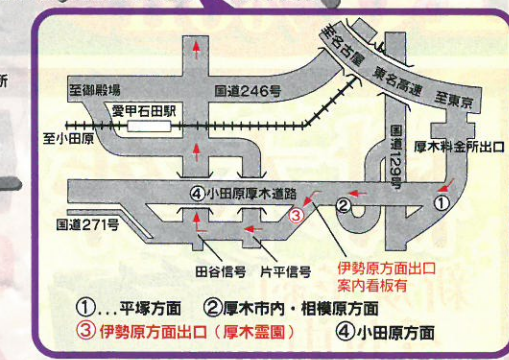 所
至名古屋
東名高速
至東京
至御殿場
国道246号
愛甲石田駅
至小田原
国道129号
厚木料金所出口
④小田原厚木道路
③
②
①
国道271号
田谷信号
片平信号
伊勢原方面出口
案内看板有
①...平塚方面 ②厚木市内・相模原方面
③伊勢原方面出口(厚木霊園) ④小田原方面